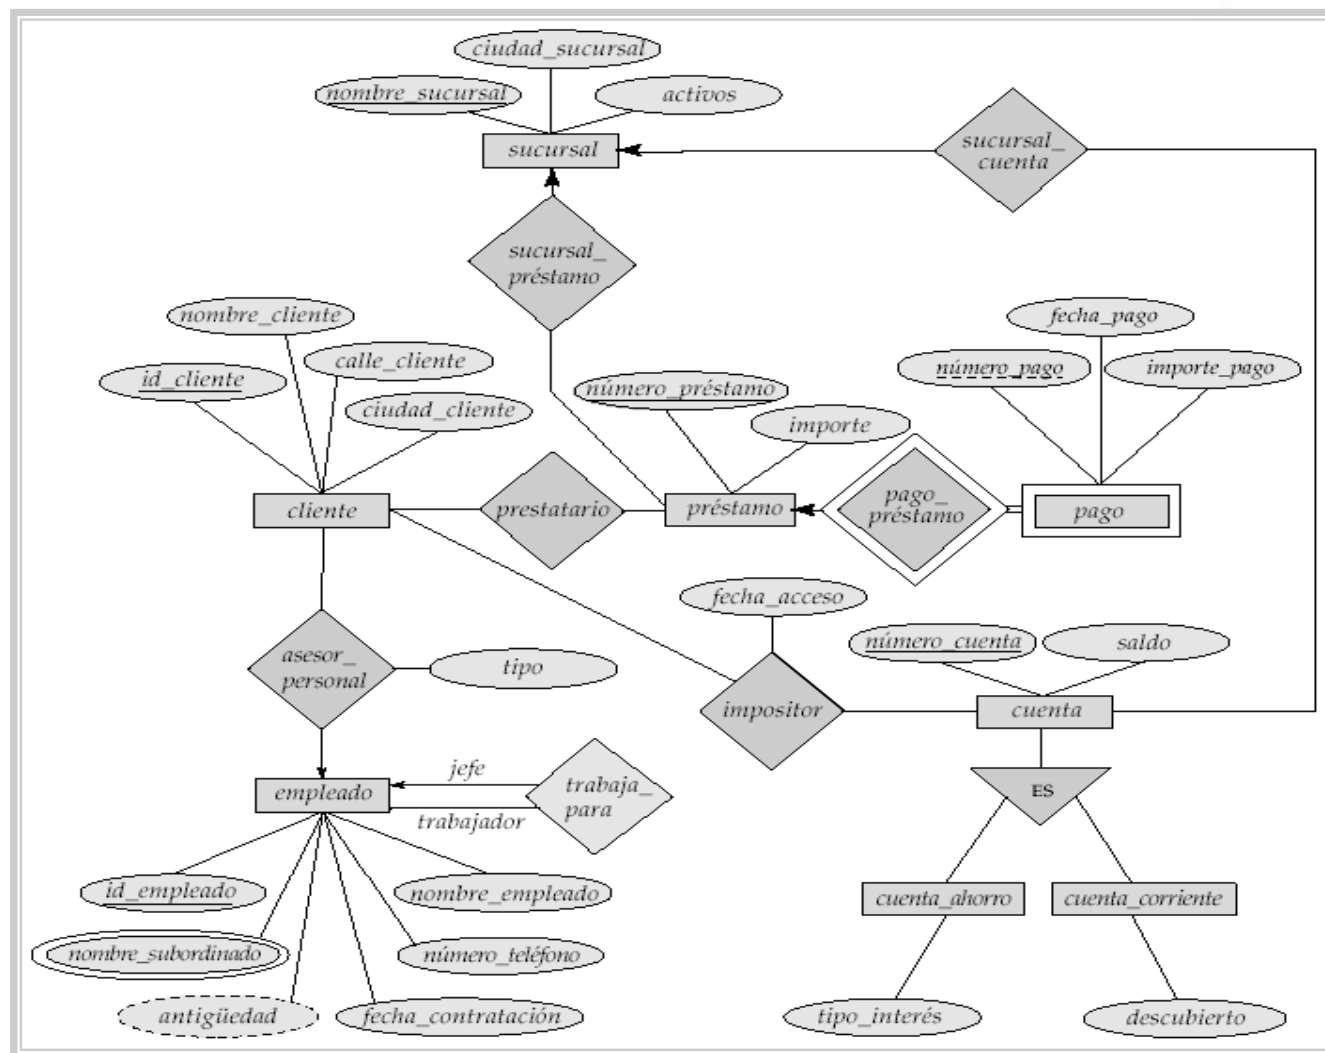 ciudad_sucursal
nombre_sucursal
activos
sucursal
sucursal_
cuenta
sucursal_
préstamo
nombre_cliente
fecha_pago
calle_cliente
id_cliente
número_préstamo
número_pago
importe_pago
ciudad_cliente
importe
cliente
prestatario
préstamo
pago_
préstamo
pago
fecha_acceso
número_cuenta
saldo
asesor_
personal
tipo
impositor
cuenta
jefe
empleado
trabaja_
para
trabajador
ES
id_empleado
nombre_empleado
cuenta_ahorro
cuenta_corriente
nombre_subordinado
número_teléfono
antigüedad
fecha_contratación
tipo_interés
descubierto